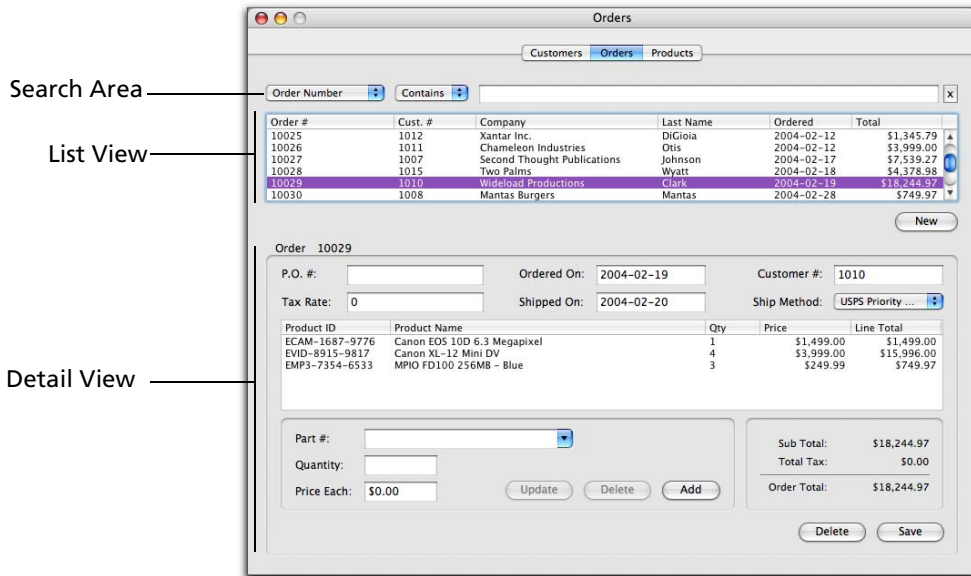 Orders
Customers Orders Products
Search Area
Order Number Contains x
List View
Order # Cust. # Company Last Name Ordered Total
10025 1012 Xantar Inc. DiGioia 2004-02-12 $1,345.79
10026 1011 Chameleon Industries Otis 2004-02-12 $3,999.00
10027 1007 Second Thought Publications Johnson 2004-02-17 $7,539.27
10028 1015 Two Palms Wyatt 2004-02-18 $4,378.98
10029 1010 Wideload Productions Clark 2004-02-19 $18,244.97
10030 1008 Mantas Burgers Mantas 2004-02-28 $749.97
New
Order 10029
P.O. #: Ordered On: 2004-02-19 Customer #: 1010
Tax Rate: 0 Shipped On: 2004-02-20 Ship Method: USPS Priority ...
Product ID Product Name Qty Price Line Total
ECAM-1687-9776 Canon EOS 10D 6.3 Megapixel 1 $1,499.00 $1,499.00
EVID-8915-9817 Canon XL-12 Mini DV 4 $3,999.00 $15,996.00
EMP3-7354-6533 MPIO FD100 256MB - Blue 3 $249.99 $749.97
Detail View
Part #:
Quantity:
Price Each: $0.00 Update Delete Add
Sub Total: $18,244.97
Total Tax: $0.00
Order Total: $18,244.97
Delete Save